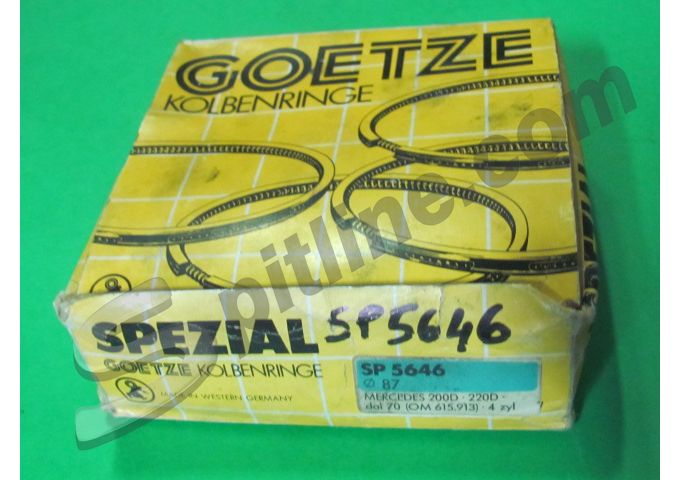 GOETZE
KOLBENRINGE
pitline.com
SPEZIAL SP5646
GOETZE KOLBENRINGE
MADE IN WESTERN GERMANY
SP 5646
Ø 87
MERCEDES 200D · 220D ·
dal 70 (OM 615.913) · 4 zyl